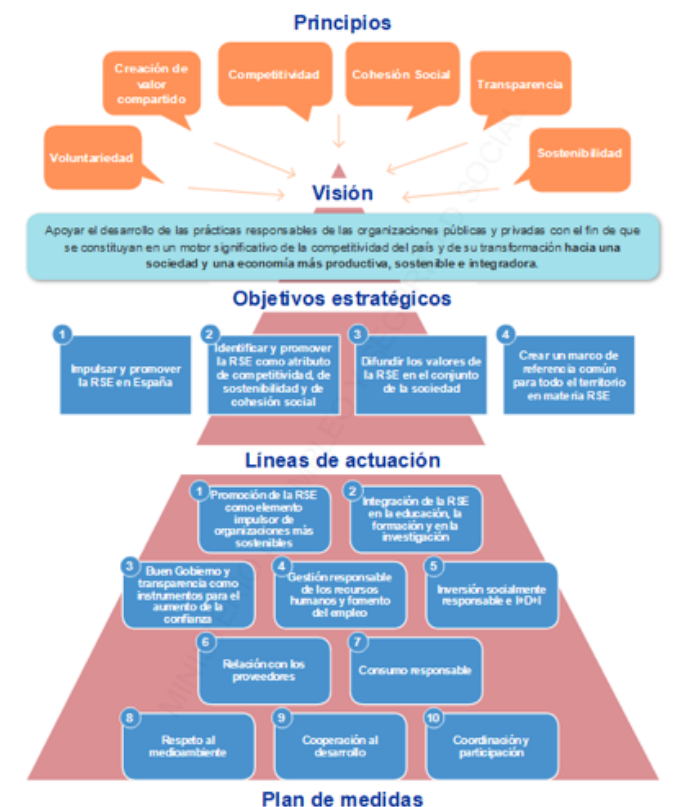 Principios
Creación de
valor
compartido
Competitividad
Cohesión Social
Transparencia
Voluntariedad
Sostenibilidad
Visión
Apoyar el desarrollo de las prácticas responsables de las organizaciones públicas y privadas con el fin de que
se constituyan en un motor significativo de la competitividad del país y de su transformación hacia una
sociedad y una economía más productiva, sostenible e integradora.
Objetivos estratégicos
1
Impulsar y promover
la RSE en España
2
Identificar y promover
la RSE como atributo
de competitividad, de
sostenibilidad y de
cohesión social
3
Difundir los valores de
la RSE en el conjunto
de la sociedad
4
Crear un marco de
referencia común
para todo el territorio
en materia RSE
Líneas de actuación
1
Promoción de la RSE
como elemento
impulsor de
organizaciones más
sostenibles
2
Integración de la RSE
en la educación, la
formación y en la
investigación
3
Buen Gobierno y
transparencia como
instrumentos para el
aumento de la
confianza
4
Gestión responsable
de los recursos
humanos y fomento
del empleo
5
Inversión socialmente
responsable e I+D+I
6
Relación con los
proveedores
7
Consumo responsable
8
Respeto al
medioambiente
9
Cooperación al
desarrollo
10
Coordinación y
participación
Plan de medidas